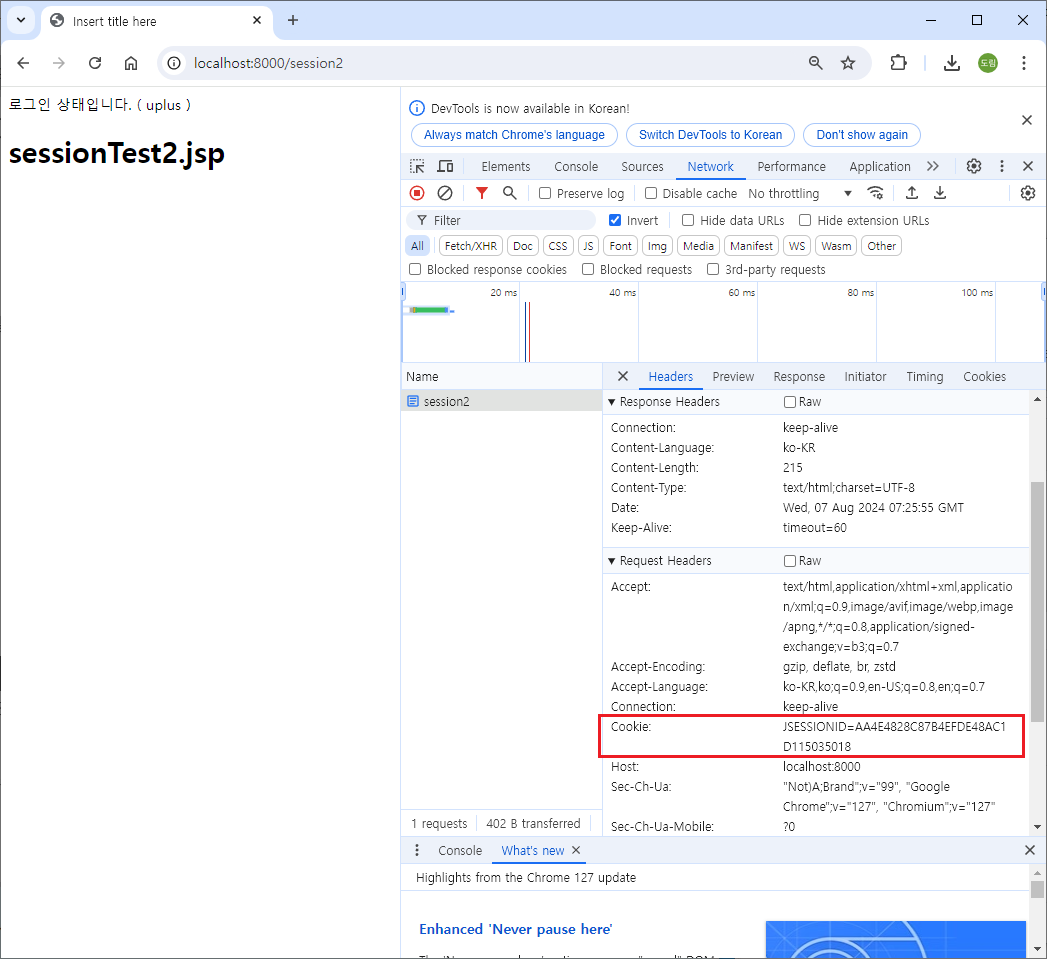 Insert title here
localhost:8000/session2
도림
로그인 상태입니다. ( uplus )
sessionTest2.jsp
DevTools is now available in Korean!
Always match Chrome's language Switch DevTools to Korean Don't show again
Elements Console Sources Network Performance Application
Preserve log Disable cache No throttling
Filter Invert Hide data URLs Hide extension URLs
All Fetch/XHR Doc CSS JS Font Img Media Manifest WS Wasm Other
Blocked response cookies Blocked requests 3rd-party requests
20 ms 40 ms 60 ms 80 ms 100 ms
Name Headers Preview Response Initiator Timing Cookies
session2
Response Headers Raw
Connection: keep-alive
Content-Language: ko-KR
Content-Length: 215
Content-Type: text/html;charset=UTF-8
Date: Wed, 07 Aug 2024 07:25:55 GMT
Keep-Alive: timeout=60
Request Headers Raw
Accept: text/html,application/xhtml+xml,applicatio
n/xml;q=0.9,image/avif,image/webp,image
/apng,*/*;q=0.8,application/signed-
exchange;v=b3;q=0.7
Accept-Encoding: gzip, deflate, br, zstd
Accept-Language: ko-KR,ko;q=0.9,en-US;q=0.8,en;q=0.7
Connection: keep-alive
Cookie: JSESSIONID=AA4E4828C87B4EFDE48AC1
D115035018
Host: localhost:8000
Sec-Ch-Ua: "Not)A;Brand";v="99", "Google
Chrome";v="127", "Chromium";v="127"
Sec-Ch-Ua-Mobile: ?0
1 requests 402 B transferred
Console What's new
Highlights from the Chrome 127 update
Enhanced 'Never pause here'